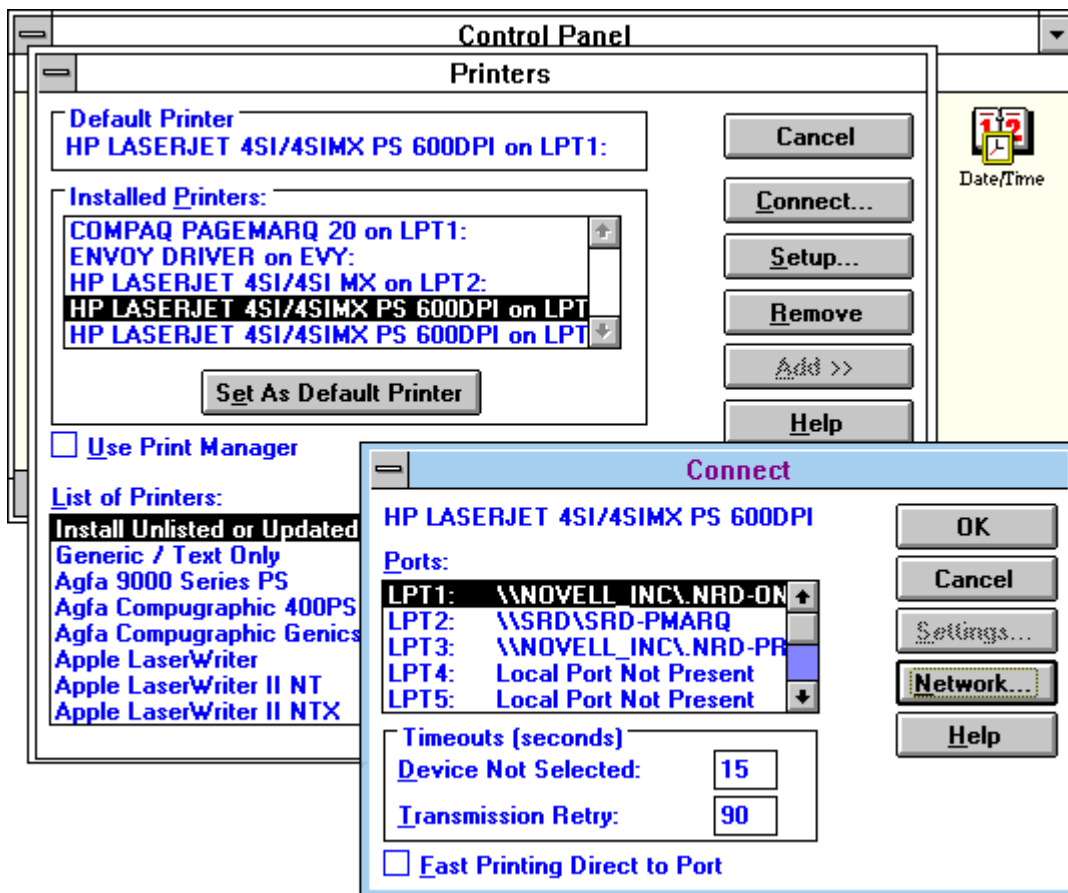 Control Panel
Printers
Default Printer
HP LASERJET 4SI/4SIMX PS 600DPI on LPT1:
Cancel
Date/Time
Installed Printers:
COMPAQ PAGEMARQ 20 on LPT1:
ENVOY DRIVER on EVY:
HP LASERJET 4SI/4SI MX on LPT2:
HP LASERJET 4SI/4SIMX PS 600DPI on LPT
HP LASERJET 4SI/4SIMX PS 600DPI on LPT
Connect...
Setup...
Remove
Add >>
Help
Set As Default Printer
Use Print Manager
List of Printers:
Install Unlisted or Updated
Generic / Text Only
Agfa 9000 Series PS
Agfa Compugraphic 400PS
Agfa Compugraphic Genics
Apple LaserWriter
Apple LaserWriter II NT
Apple LaserWriter II NTX
Connect
HP LASERJET 4SI/4SIMX PS 600DPI
Ports:
LPT1: \\NOVELL_INC\.NRD-ON
LPT2: \\SRD\SRD-PMARQ
LPT3: \\NOVELL_INC\.NRD-PR
LPT4: Local Port Not Present
LPT5: Local Port Not Present
OK
Cancel
Settings...
Network...
Help
Timeouts (seconds)
Device Not Selected: 15
Transmission Retry: 90
Fast Printing Direct to Port